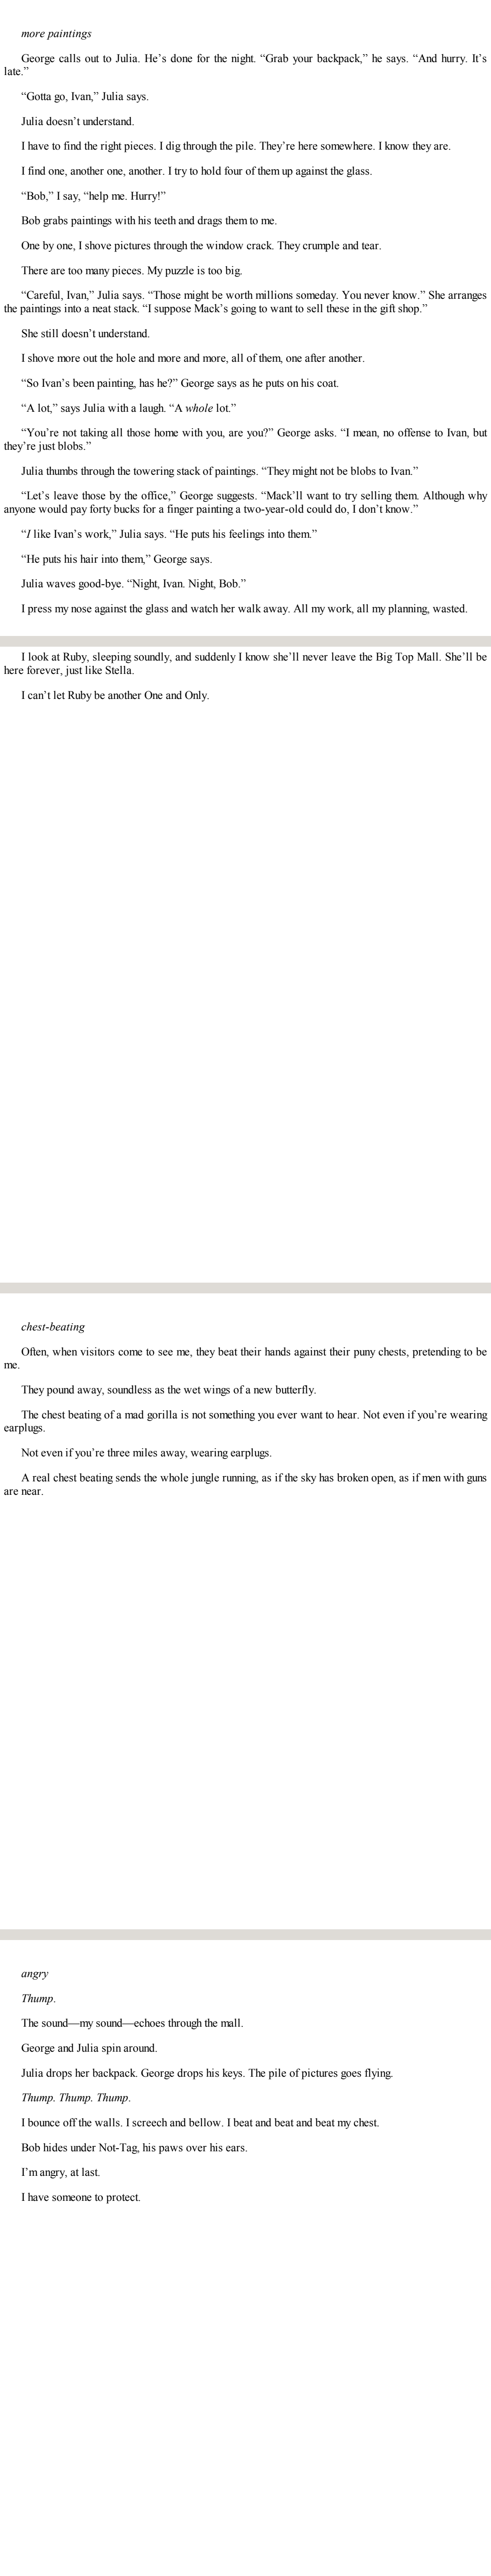 more paintings
George calls out to Julia. He’s done for the night. “Grab your backpack,” he says. “And hurry. It’s
late.”
“Gotta go, Ivan,” Julia says.
Julia doesn’t understand.
I have to find the right pieces. I dig through the pile. They’re here somewhere. I know they are.
I find one, another one, another. I try to hold four of them up against the glass.
“Bob,” I say, “help me. Hurry!”
Bob grabs paintings with his teeth and drags them to me.
One by one, I shove pictures through the window crack. They crumple and tear.
There are too many pieces. My puzzle is too big.
“Careful, Ivan,” Julia says. “Those might be worth millions someday. You never know.” She arranges
the paintings into a neat stack. “I suppose Mack’s going to want to sell these in the gift shop.”
She still doesn’t understand.
I shove more out the hole and more and more, all of them, one after another.
“So Ivan’s been painting, has he?” George says as he puts on his coat.
“A lot,” says Julia with a laugh. “A whole lot.”
“You’re not taking all those home with you, are you?” George asks. “I mean, no offense to Ivan, but
they’re just blobs.”
Julia thumbs through the towering stack of paintings. “They might not be blobs to Ivan.”
“Let’s leave those by the office,” George suggests. “Mack’ll want to try selling them. Although why
anyone would pay forty bucks for a finger painting a two-year-old could do, I don’t know.”
“I like Ivan’s work,” Julia says. “He puts his feelings into them.”
“He puts his hair into them,” George says.
Julia waves good-bye. “Night, Ivan. Night, Bob.”
I press my nose against the glass and watch her walk away. All my work, all my planning, wasted.
I look at Ruby, sleeping soundly, and suddenly I know she’ll never leave the Big Top Mall. She’ll be
here forever, just like Stella.
I can’t let Ruby be another One and Only.
chest-beating
Often, when visitors come to see me, they beat their hands against their puny chests, pretending to be
me.
They pound away, soundless as the wet wings of a new butterfly.
The chest beating of a mad gorilla is not something you ever want to hear. Not even if you’re wearing
earplugs.
Not even if you’re three miles away, wearing earplugs.
A real chest beating sends the whole jungle running, as if the sky has broken open, as if men with guns
are near.
angry
Thump.
The sound—my sound—echoes through the mall.
George and Julia spin around.
Julia drops her backpack. George drops his keys. The pile of pictures goes flying.
Thump. Thump. Thump.
I bounce off the walls. I screech and bellow. I beat and beat and beat my chest.
Bob hides under Not-Tag, his paws over his ears.
I’m angry, at last.
I have someone to protect.